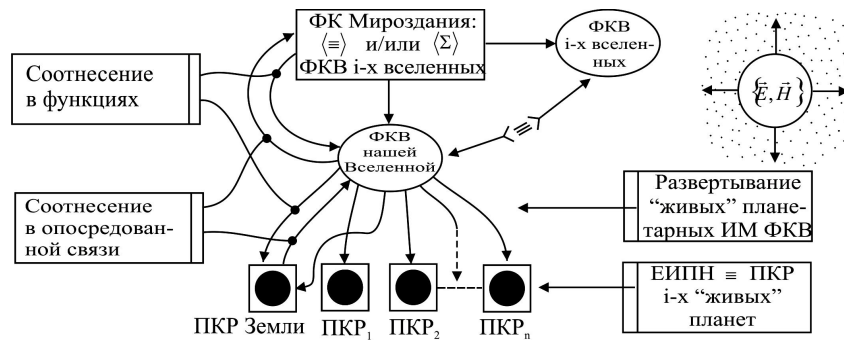 ФК Мироздания:
⟨≡⟩ и/или ⟨Σ⟩
ФКВ i-х вселенных
ФКВ
i-х вселен-
ных
{E⃗, H⃗}
Соотнесение
в функциях
⟨≡⟩
ФКВ
нашей
Вселенной
Соотнесение
в опосредован-
ной связи
Развертывание
“живых” плане-
тарных ИМ ФКВ
ЕИПН ≡ ПКР
i-х “живых”
планет
ПКР Земли
ПКР₁
ПКР₂
ПКРₙ